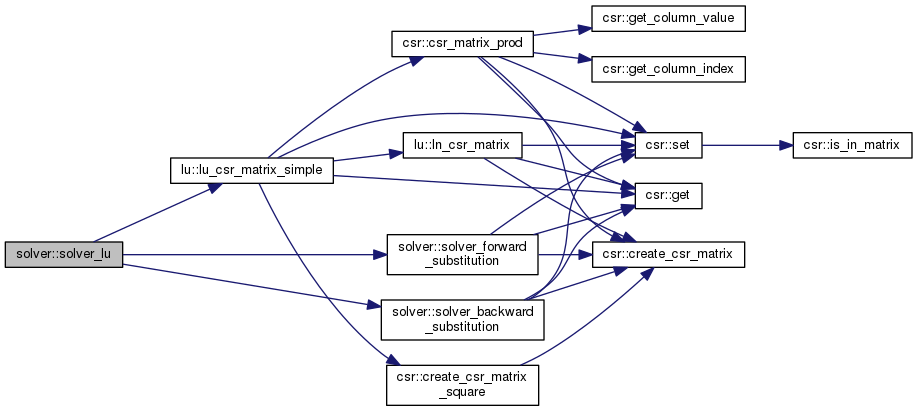 csr::get_column_value
csr::csr_matrix_prod
csr::get_column_index
lu::ln_csr_matrix
csr::set
csr::is_in_matrix
lu::lu_csr_matrix_simple
csr::get
solver::solver_lu
solver::solver_forward
_substitution
csr::create_csr_matrix
solver::solver_backward
_substitution
csr::create_csr_matrix
_square